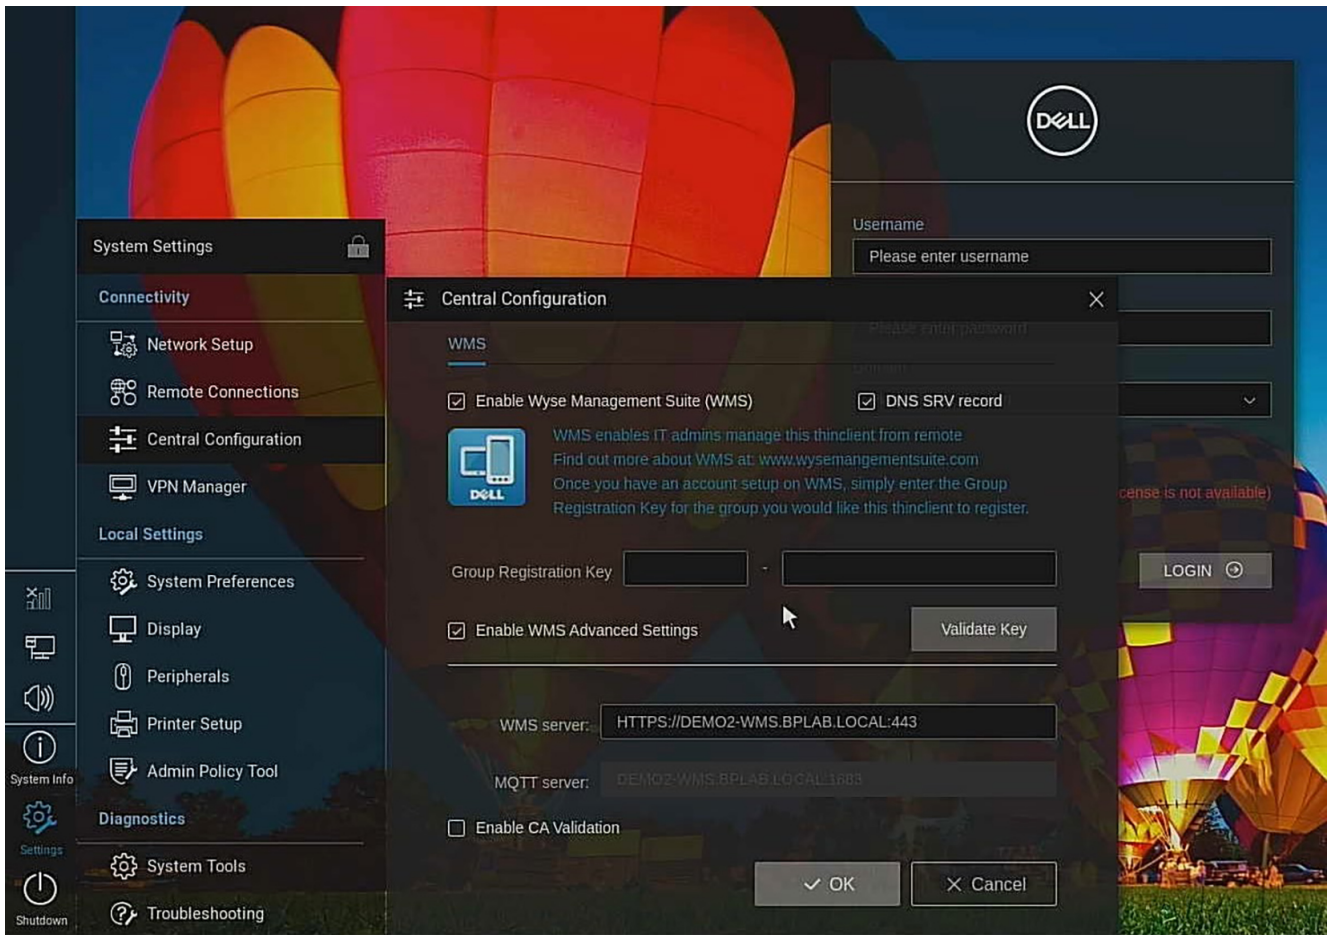 DELL
Username
Please enter username
Please enter password
Domain
License is not available)
LOGIN
System Settings
Connectivity
Network Setup
Remote Connections
Central Configuration
VPN Manager
Local Settings
System Preferences
Display
Peripherals
Printer Setup
Admin Policy Tool
Diagnostics
System Tools
Troubleshooting
System Info
Settings
Shutdown
Central Configuration
WMS
Enable Wyse Management Suite (WMS)
DNS SRV record
DELL
WMS enables IT admins manage this thinclient from remote
Find out more about WMS at: www.wysemangementsuite.com
Once you have an account setup on WMS, simply enter the Group
Registration Key for the group you would like this thinclient to register.
Group Registration Key -
Enable WMS Advanced Settings
Validate Key
WMS server: HTTPS://DEMO2-WMS.BPLAB.LOCAL:443
MQTT server: DEMO2-WMS.BPLAB.LOCAL:1883
Enable CA Validation
OK
Cancel